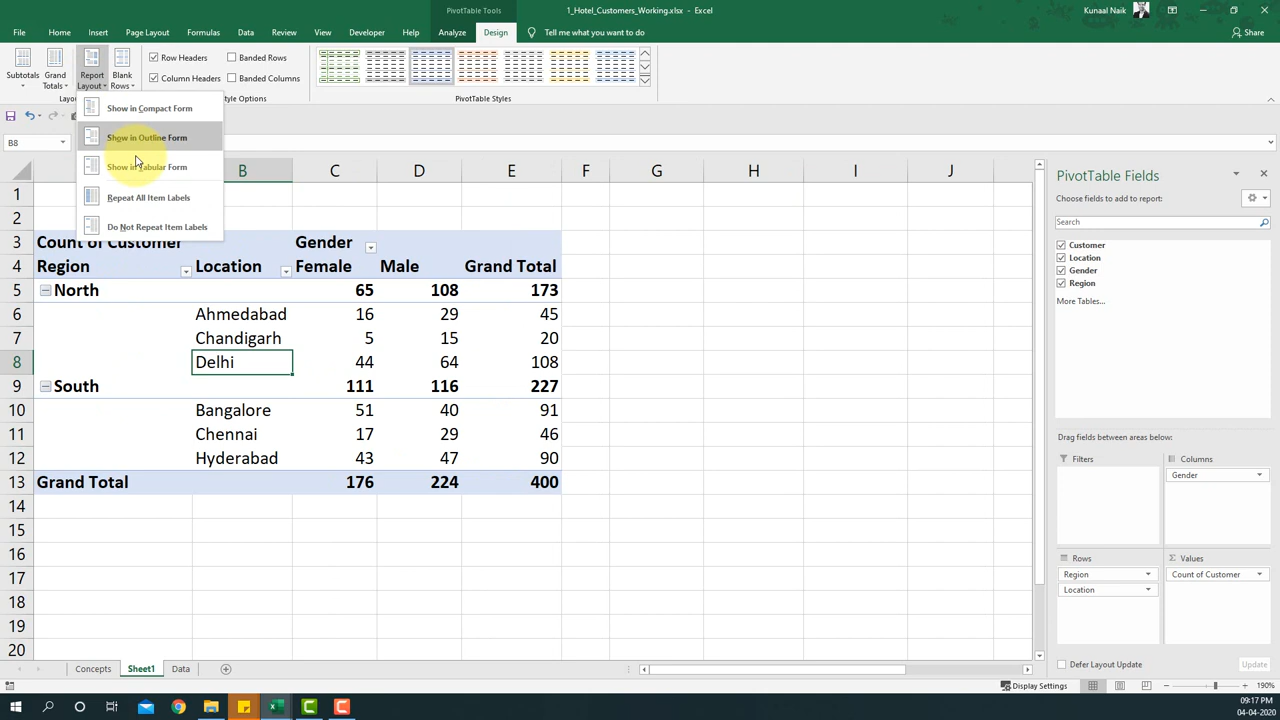 PivotTable Tools
1_Hotel_Customers_Working.xlsx - Excel
Kunaal Naik
File Home Insert Page Layout Formulas Data Review View Developer Help Analyze Design Tell me what you want to do Share
Subtotals
Grand Totals
Report Layout
Blank Rows
Row Headers
Banded Rows
Column Headers
Banded Columns
Style Options
PivotTable Styles
Show in Compact Form
Show in Outline Form
Show in Tabular Form
Repeat All Item Labels
Do Not Repeat Item Labels
B8
B C D E F G H I J
1
2
3 Count of Customer Gender
4 Region Location Female Male Grand Total
5 North 65 108 173
6 Ahmedabad 16 29 45
7 Chandigarh 5 15 20
8 Delhi 44 64 108
9 South 111 116 227
10 Bangalore 51 40 91
11 Chennai 17 29 46
12 Hyderabad 43 47 90
13 Grand Total 176 224 400
14
15
16
17
18
19
20
PivotTable Fields
Choose fields to add to report:
Search
Customer
Location
Gender
Region
More Tables...
Drag fields between areas below:
Filters
Columns
Gender
Rows
Values
Region
Count of Customer
Location
Defer Layout Update
Update
Concepts Sheet1 Data
Display Settings
190%
09:17 PM
04-04-2020